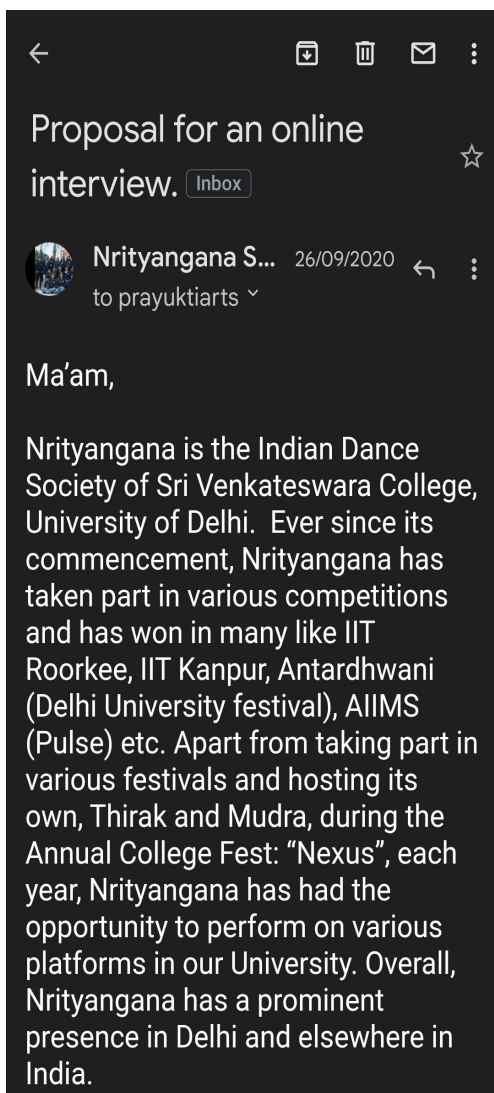 Proposal for an online
interview. Inbox
Nrityangana S... 26/09/2020
to prayuktiarts
Ma’am,
Nrityangana is the Indian Dance
Society of Sri Venkateswara College,
University of Delhi.  Ever since its
commencement, Nrityangana has
taken part in various competitions
and has won in many like IIT
Roorkee, IIT Kanpur, Antardhwani
(Delhi University festival), AIIMS
(Pulse) etc. Apart from taking part in
various festivals and hosting its
own, Thirak and Mudra, during the
Annual College Fest: “Nexus”, each
year, Nrityangana has had the
opportunity to perform on various
platforms in our University. Overall,
Nrityangana has a prominent
presence in Delhi and elsewhere in
India.